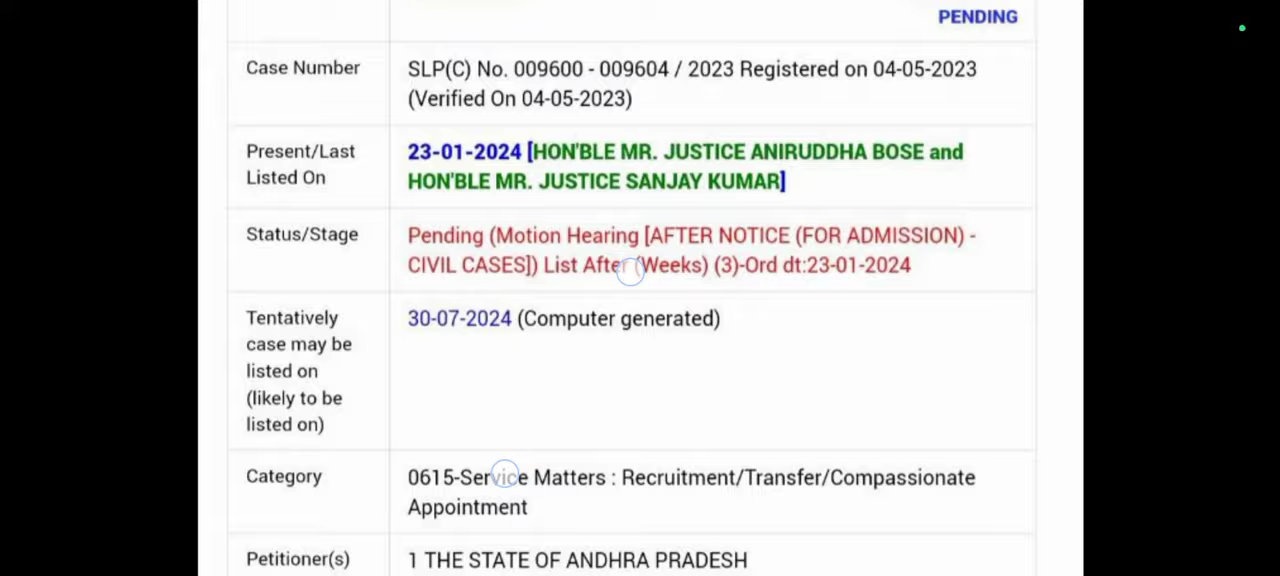 PENDING
Case Number
SLP(C) No. 009600 - 009604 / 2023 Registered on 04-05-2023
(Verified On 04-05-2023)
Present/Last
Listed On
23-01-2024 [HON'BLE MR. JUSTICE ANIRUDDHA BOSE and
HON'BLE MR. JUSTICE SANJAY KUMAR]
Status/Stage
Pending (Motion Hearing [AFTER NOTICE (FOR ADMISSION) -
CIVIL CASES]) List After (Weeks) (3)-Ord dt:23-01-2024
Tentatively
case may be
listed on
(likely to be
listed on)
30-07-2024 (Computer generated)
Category
0615-Service Matters : Recruitment/Transfer/Compassionate
Appointment
Petitioner(s)
1 THE STATE OF ANDHRA PRADESH